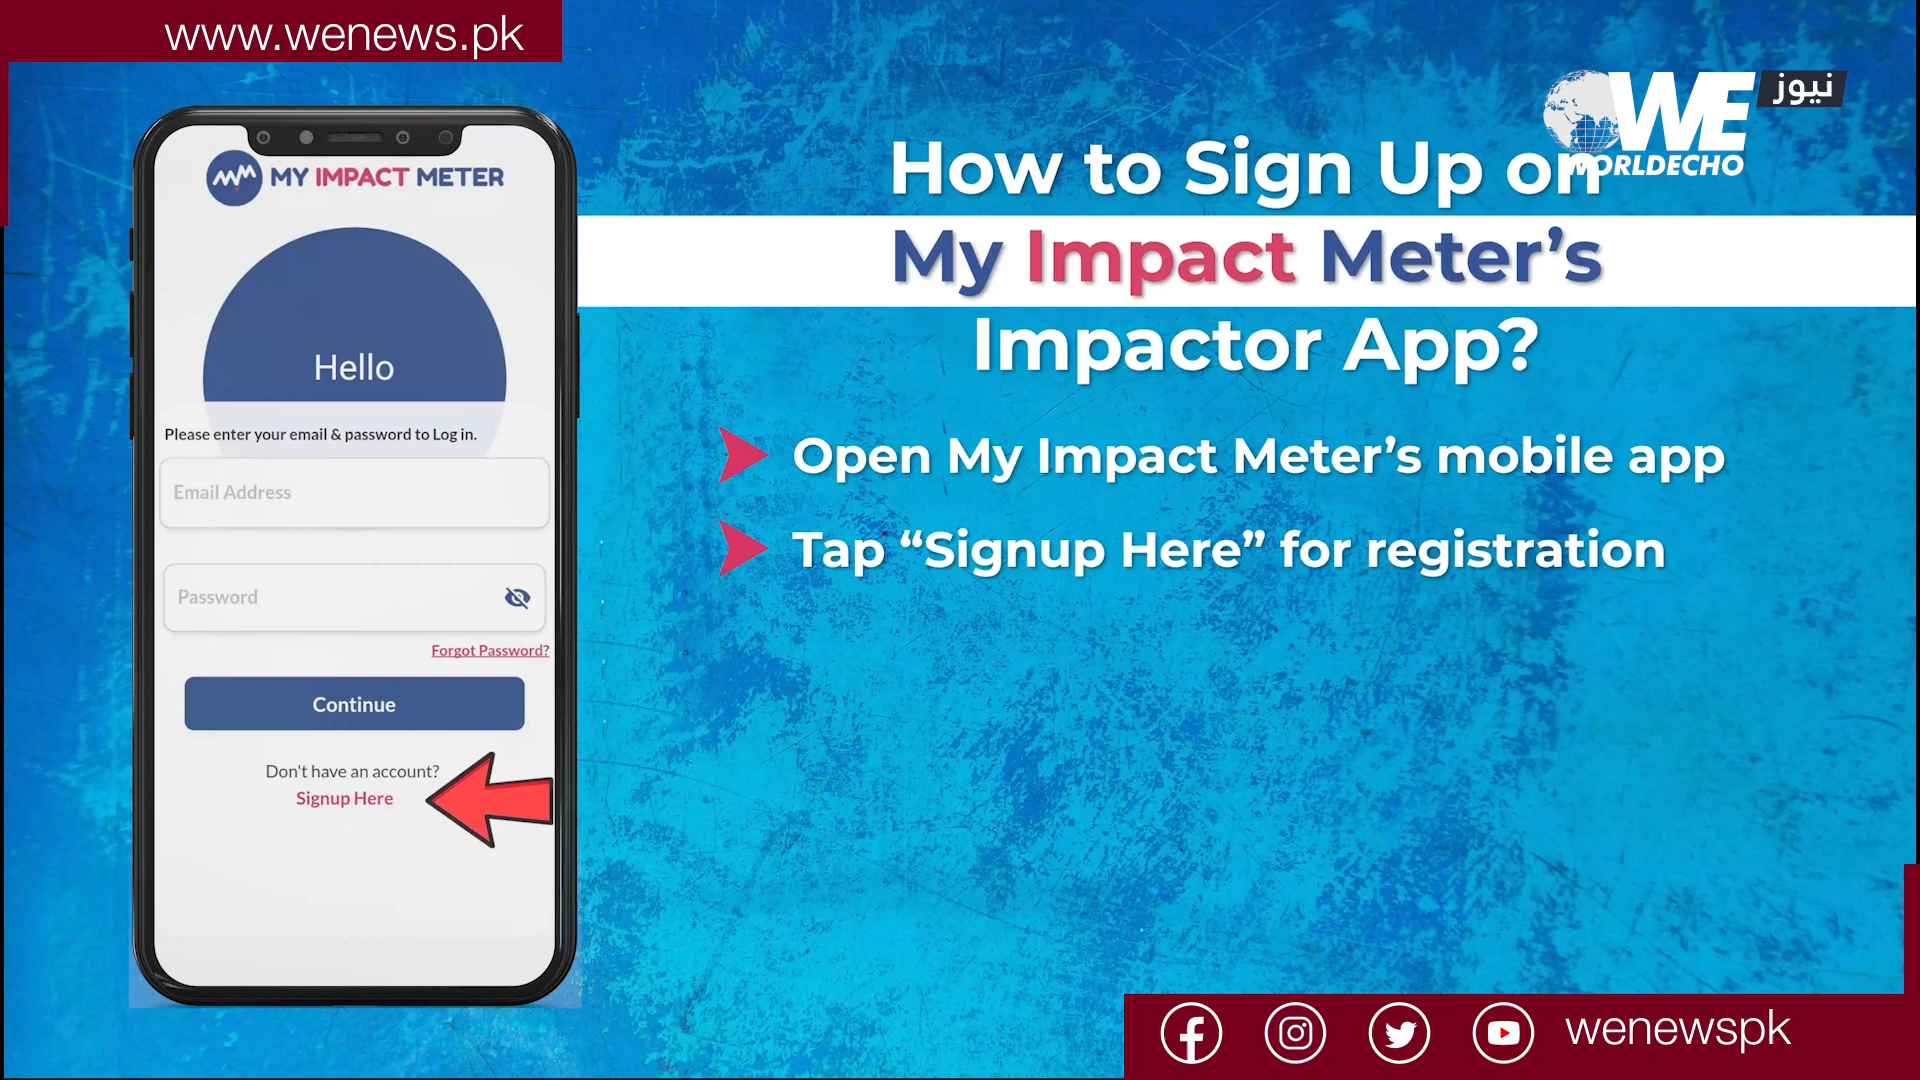 www.wenews.pk
WE نیوز
WORLDECHO
MY IMPACT METER
Hello
Please enter your email & password to Log in.
Email Address
Password
Forgot Password?
Continue
Don't have an account?
Signup Here
How to Sign Up on
My Impact Meter’s
Impactor App?
Open My Impact Meter’s mobile app
Tap “Signup Here” for registration
wenewspk